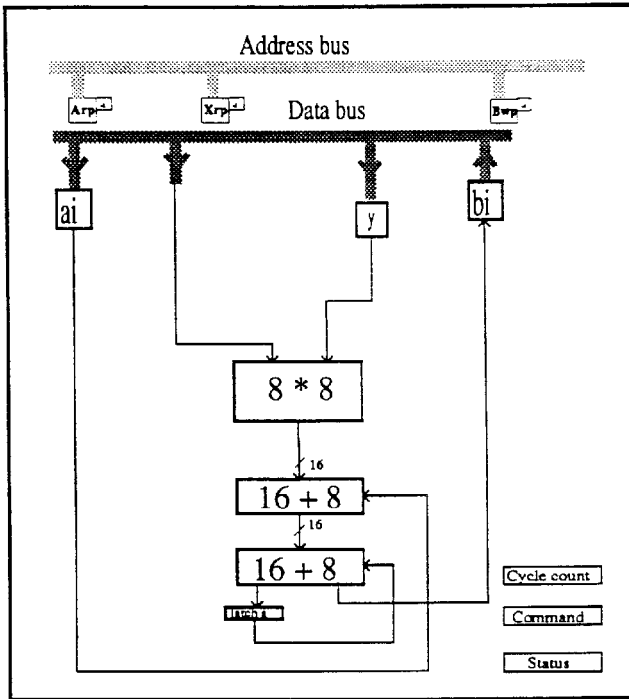 Address bus
Arp
Xrp
Bwp
Data bus
ai
y
bi
8 * 8
16
16 + 8
16
16 + 8
latch a
Cycle count
Command
Status